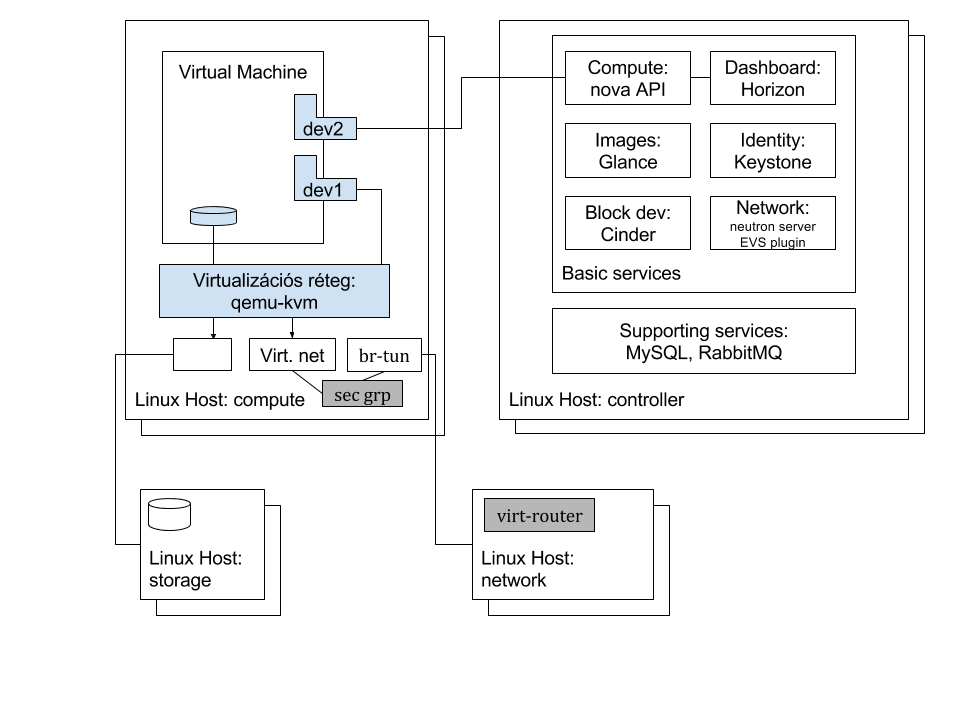 Virtual Machine
dev2
dev1
Virtualizációs réteg:
qemu-kvm
Virt. net
br-tun
sec grp
Linux Host: compute
Compute:
nova API
Dashboard:
Horizon
Images:
Glance
Identity:
Keystone
Block dev:
Cinder
Network:
neutron server
EVS plugin
Basic services
Supporting services:
MySQL, RabbitMQ
Linux Host: controller
Linux Host:
storage
virt-router
Linux Host:
network